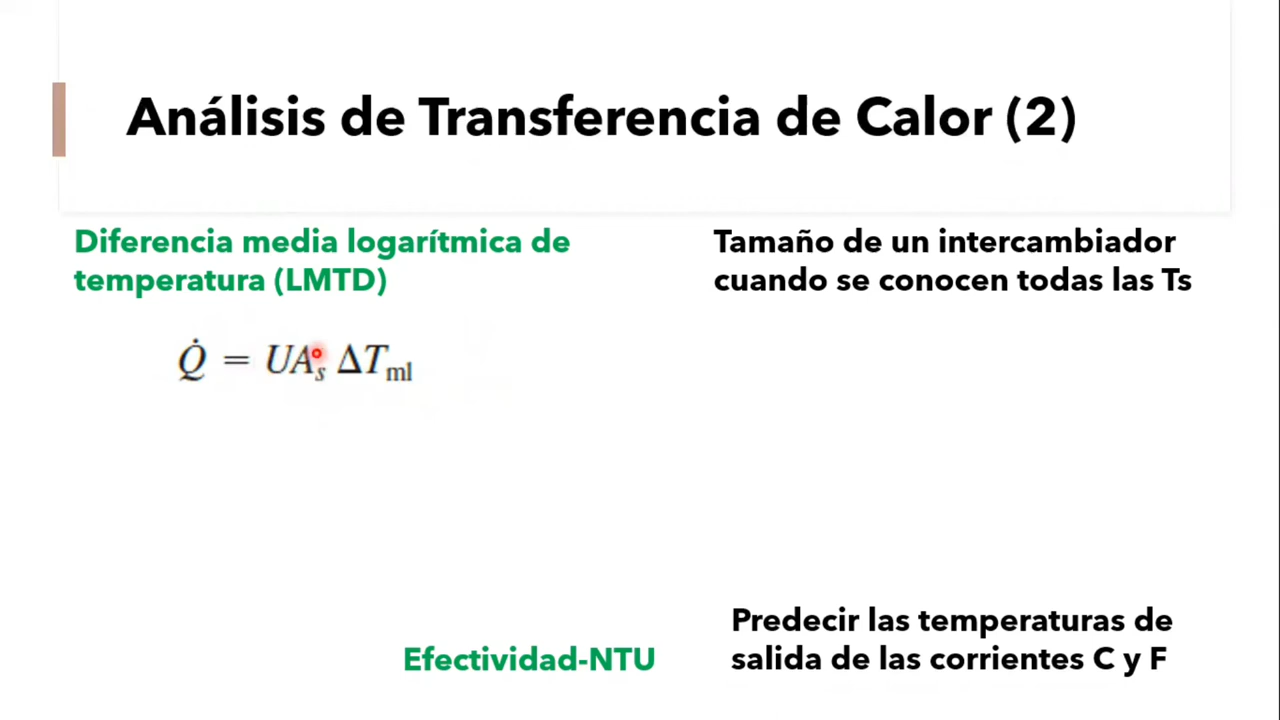 Análisis de Transferencia de Calor (2)
Diferencia media logarítmica de
temperatura (LMTD)
Tamaño de un intercambiador
cuando se conocen todas las Ts
Q̇ = UAₛ ΔTml
Efectividad-NTU
Predecir las temperaturas de
salida de las corrientes C y F